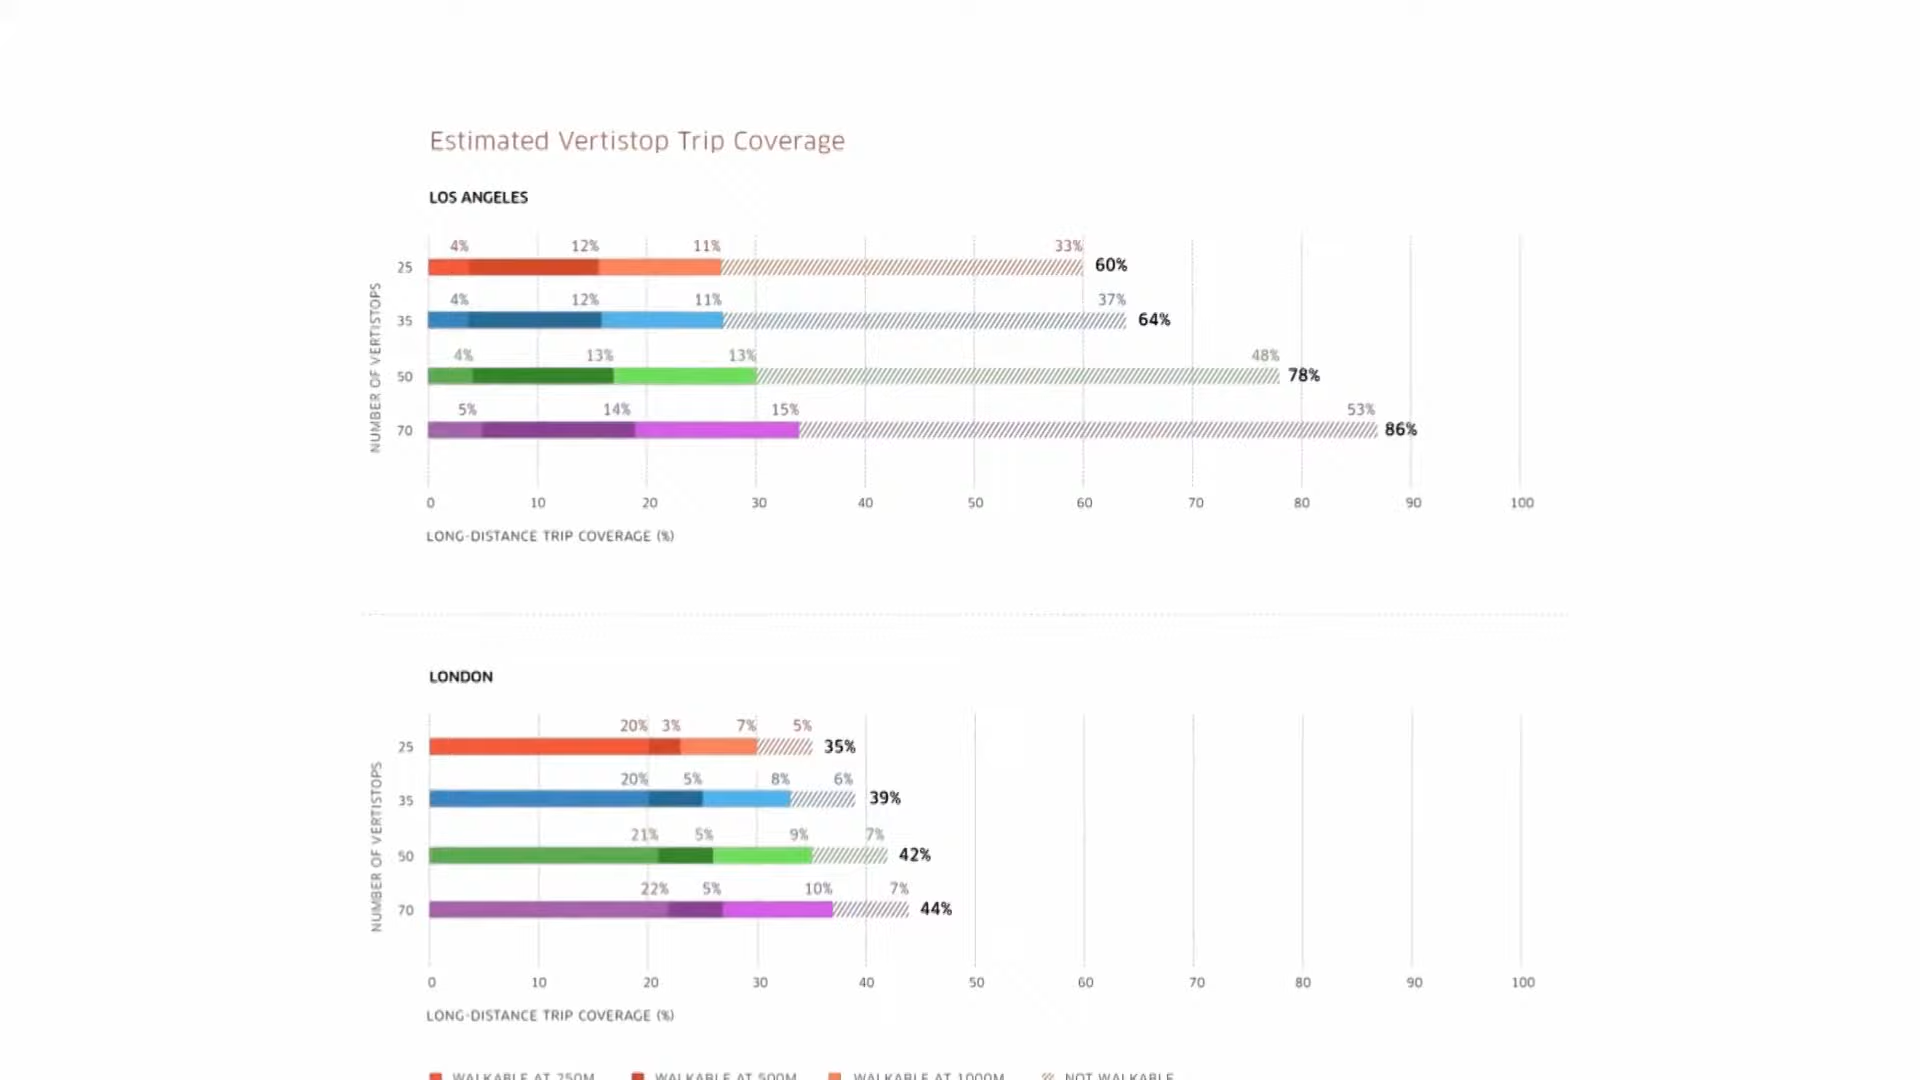 Estimated Vertistop Trip Coverage
LOS ANGELES
NUMBER OF VERTISTOPS
4% 12% 11% 33%
25 60%
4% 12% 11% 37%
35 64%
4% 13% 13% 48%
50 78%
5% 14% 15% 53%
70 86%
0 10 20 30 40 50 60 70 80 90 100
LONG-DISTANCE TRIP COVERAGE (%)
LONDON
NUMBER OF VERTISTOPS
20% 3% 7% 5%
25 35%
20% 5% 8% 6%
35 39%
21% 5% 9% 7%
50 42%
22% 5% 10% 7%
70 44%
0 10 20 30 40 50 60 70 80 90 100
LONG-DISTANCE TRIP COVERAGE (%)
WALKABLE AT 250M WALKABLE AT 500M WALKABLE AT 1000M NOT WALKABLE